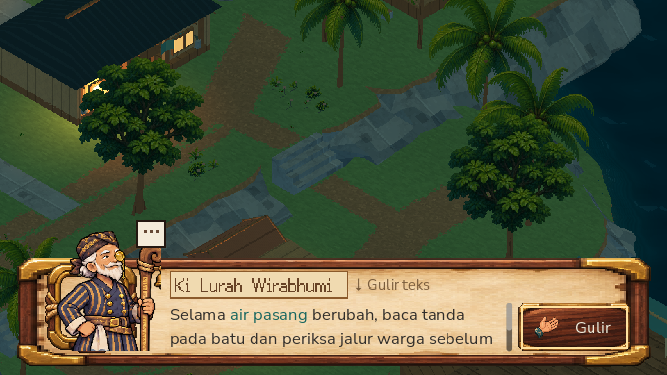 Ki Lurah Wirabhumi
↓ Gulir teks
Selama air pasang berubah, baca tanda
pada batu dan periksa jalur warga sebelum
Gulir